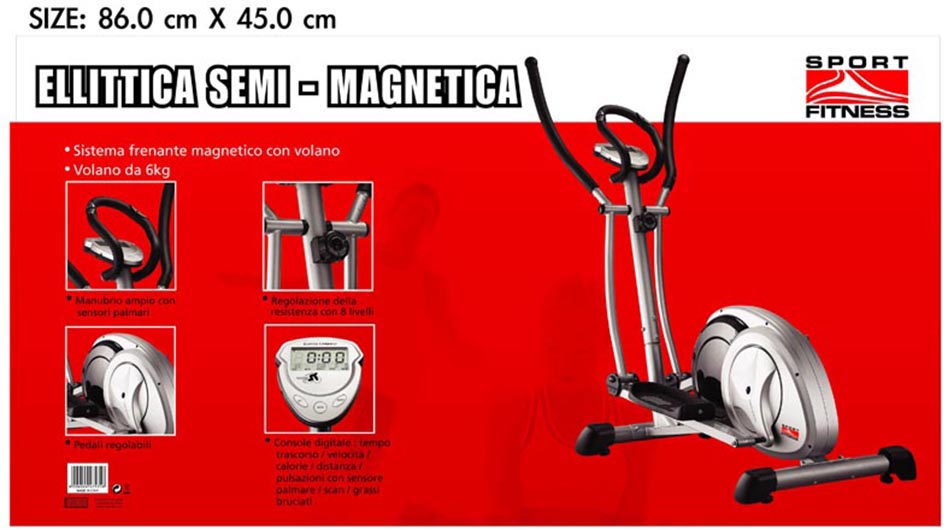 SIZE: 86.0 cm X 45.0 cm
ELLITTICA SEMI - MAGNETICA
SPORT
FITNESS
• Sistema frenante magnetico con volano
• Volano da 6kg
• Manubrio ampio con
sensori palmari
• Regolazione della
resistenza con 8 livelli
0:00
• Pedali regolabili
• Console digitale : tempo
trascorso / velocità /
calorie / distanza /
pulsazioni con sensore
palmare / scan / grassi
bruciati